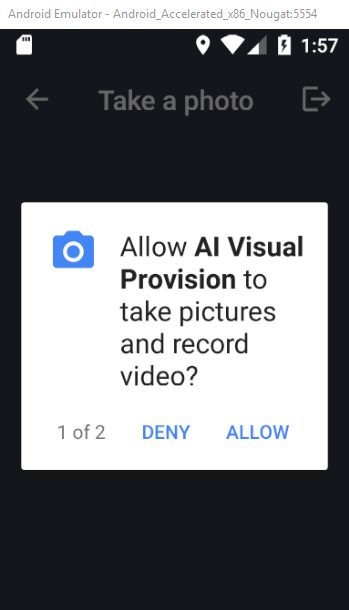 Android Emulator - Android_Accelerated_x86_Nougat:5554
1:57
Take a photo
Allow AI Visual
Provision to
take pictures
and record
video?
1 of 2 DENY ALLOW